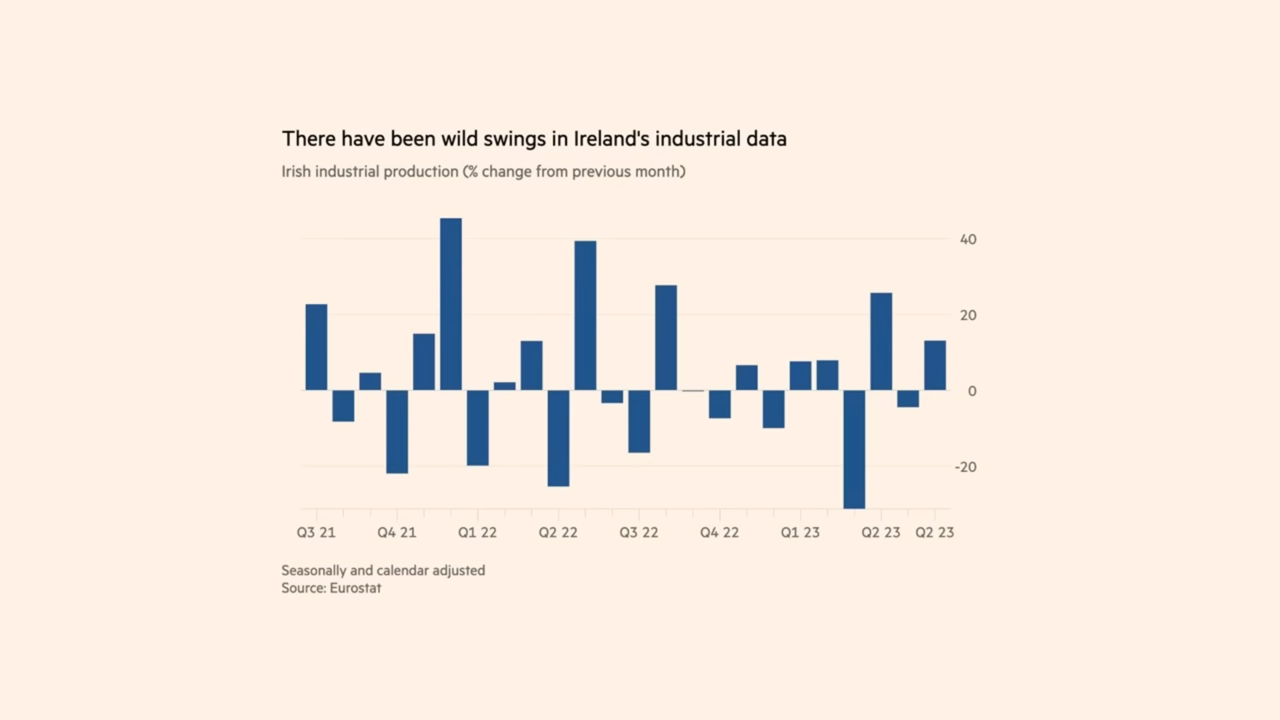 There have been wild swings in Ireland's industrial data
Irish industrial production (% change from previous month)
40
20
0
-20
Q3 21 Q4 21 Q1 22 Q2 22 Q3 22 Q4 22 Q1 23 Q2 23 Q2 23
Seasonally and calendar adjusted
Source: Eurostat